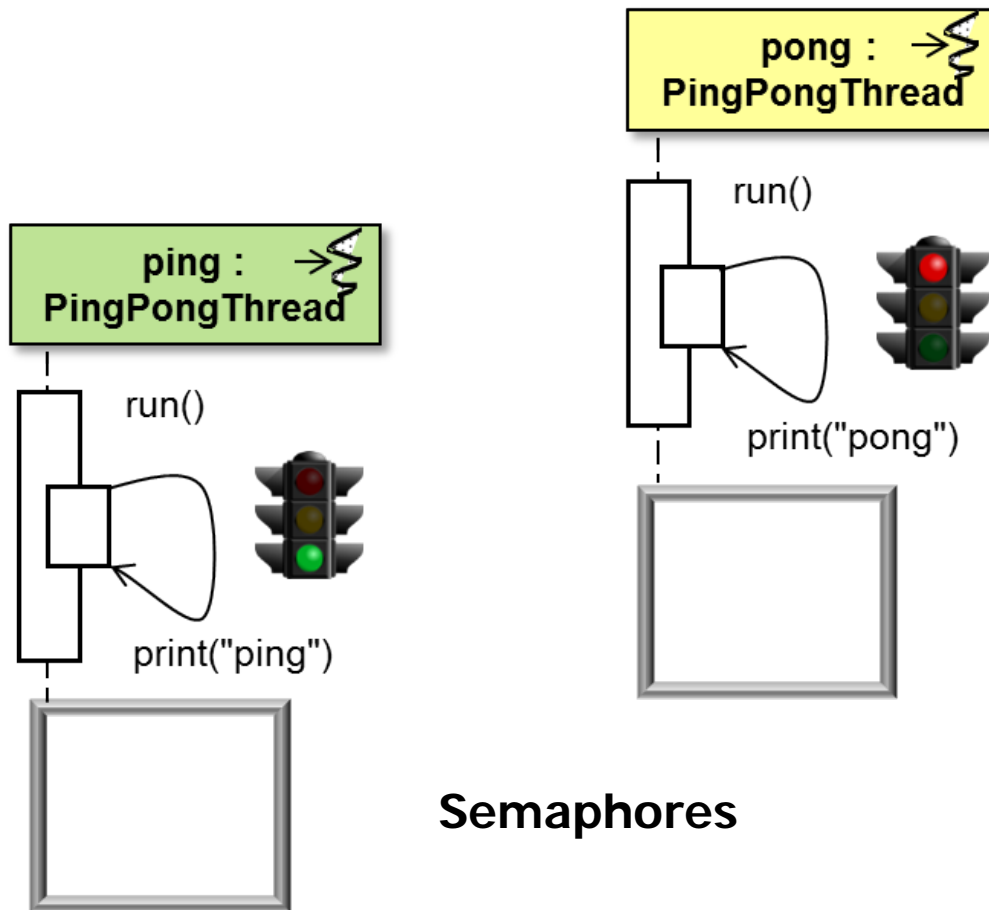 pong :
PingPongThread
run()
print("pong")
ping :
PingPongThread
run()
print("ping")
Semaphores